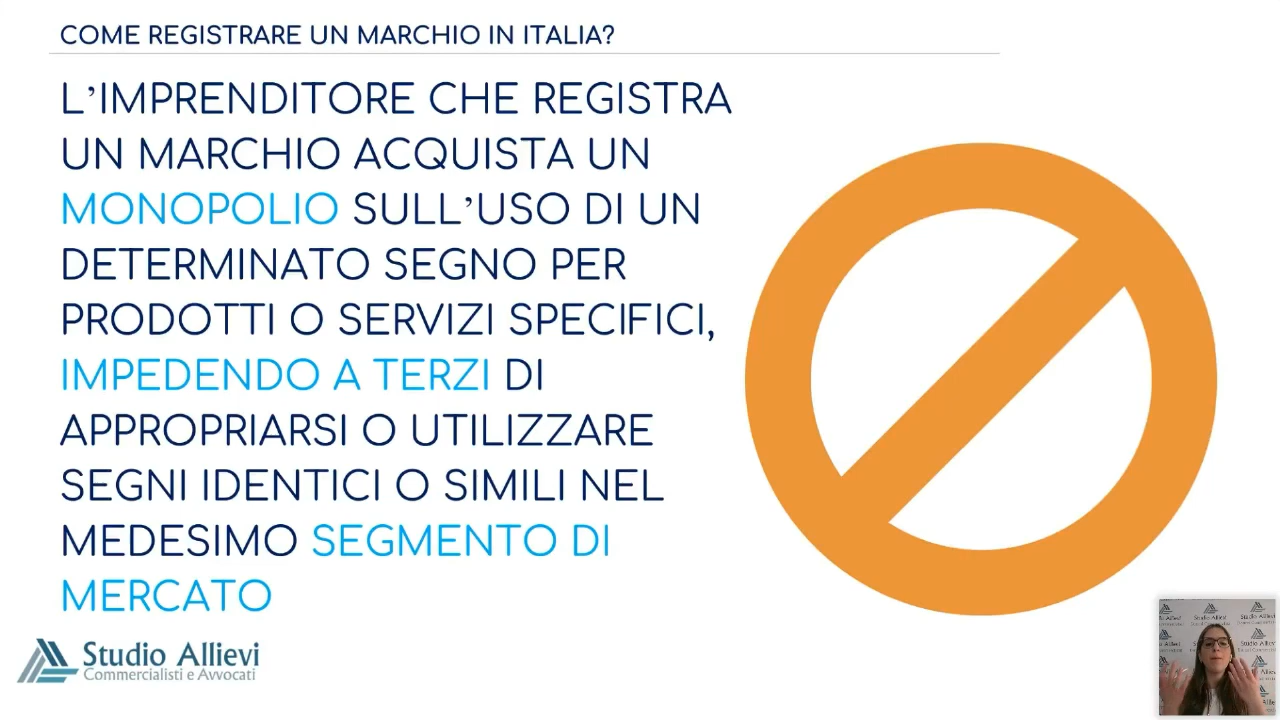 COME REGISTRARE UN MARCHIO IN ITALIA?
L'IMPRENDITORE CHE REGISTRA
UN MARCHIO ACQUISTA UN
MONOPOLIO SULL'USO DI UN
DETERMINATO SEGNO PER
PRODOTTI O SERVIZI SPECIFICI,
IMPEDENDO A TERZI DI
APPROPRIARSI O UTILIZZARE
SEGNI IDENTICI O SIMILI NEL
MEDESIMO SEGMENTO DI
MERCATO
Studio Allievi
Commercialisti e Avvocati